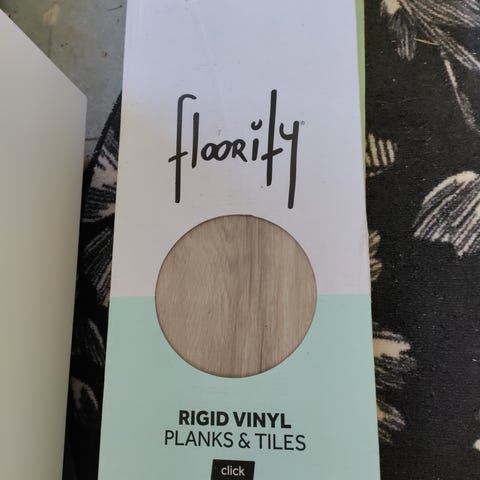 floorify
RIGID VINYL
PLANKS & TILES
click